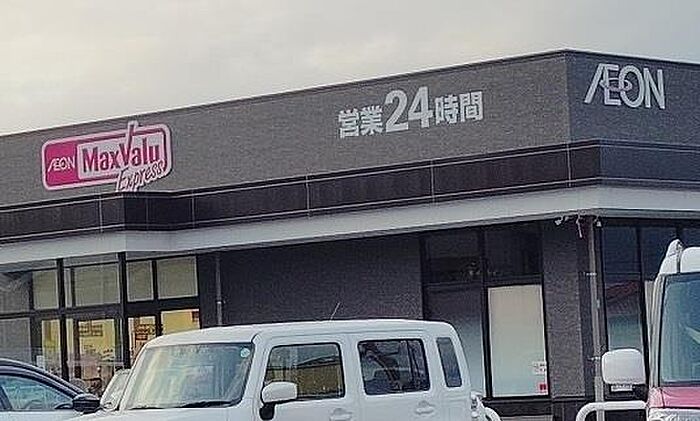 AEON MaxValu
Express
営業24時間
AEON